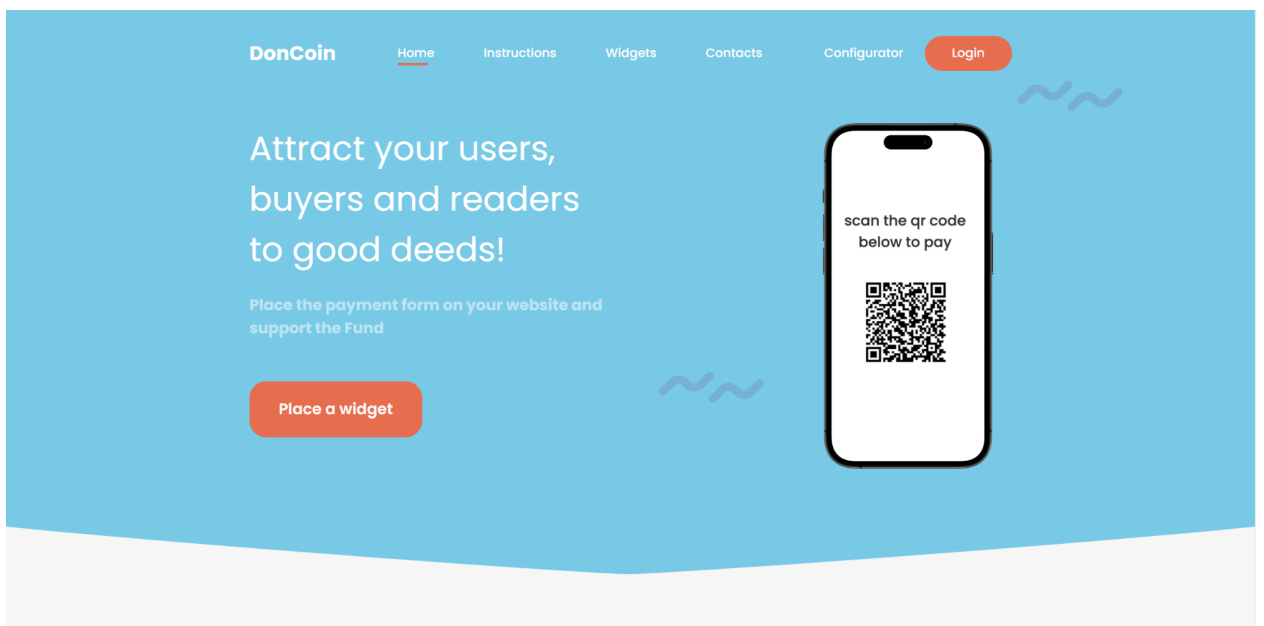 DonCoin Home Instructions Widgets Contacts Configurator Login
Attract your users,
buyers and readers
to good deeds!
Place the payment form on your website and
support the Fund
Place a widget
scan the qr code
below to pay